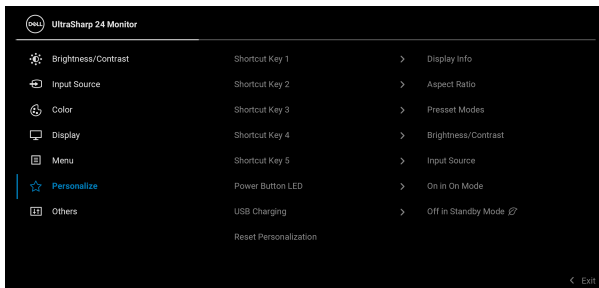 DELL UltraSharp 24 Monitor
Brightness/Contrast Shortcut Key 1 > Display Info
Input Source Shortcut Key 2 > Aspect Ratio
Color Shortcut Key 3 > Presset Modes
Display Shortcut Key 4 > Brightness/Contrast
Menu Shortcut Key 5 > Input Source
Personalize Power Button LED > On in On Mode
Others USB Charging > Off in Standby Mode
Reset Personalization
< Exit